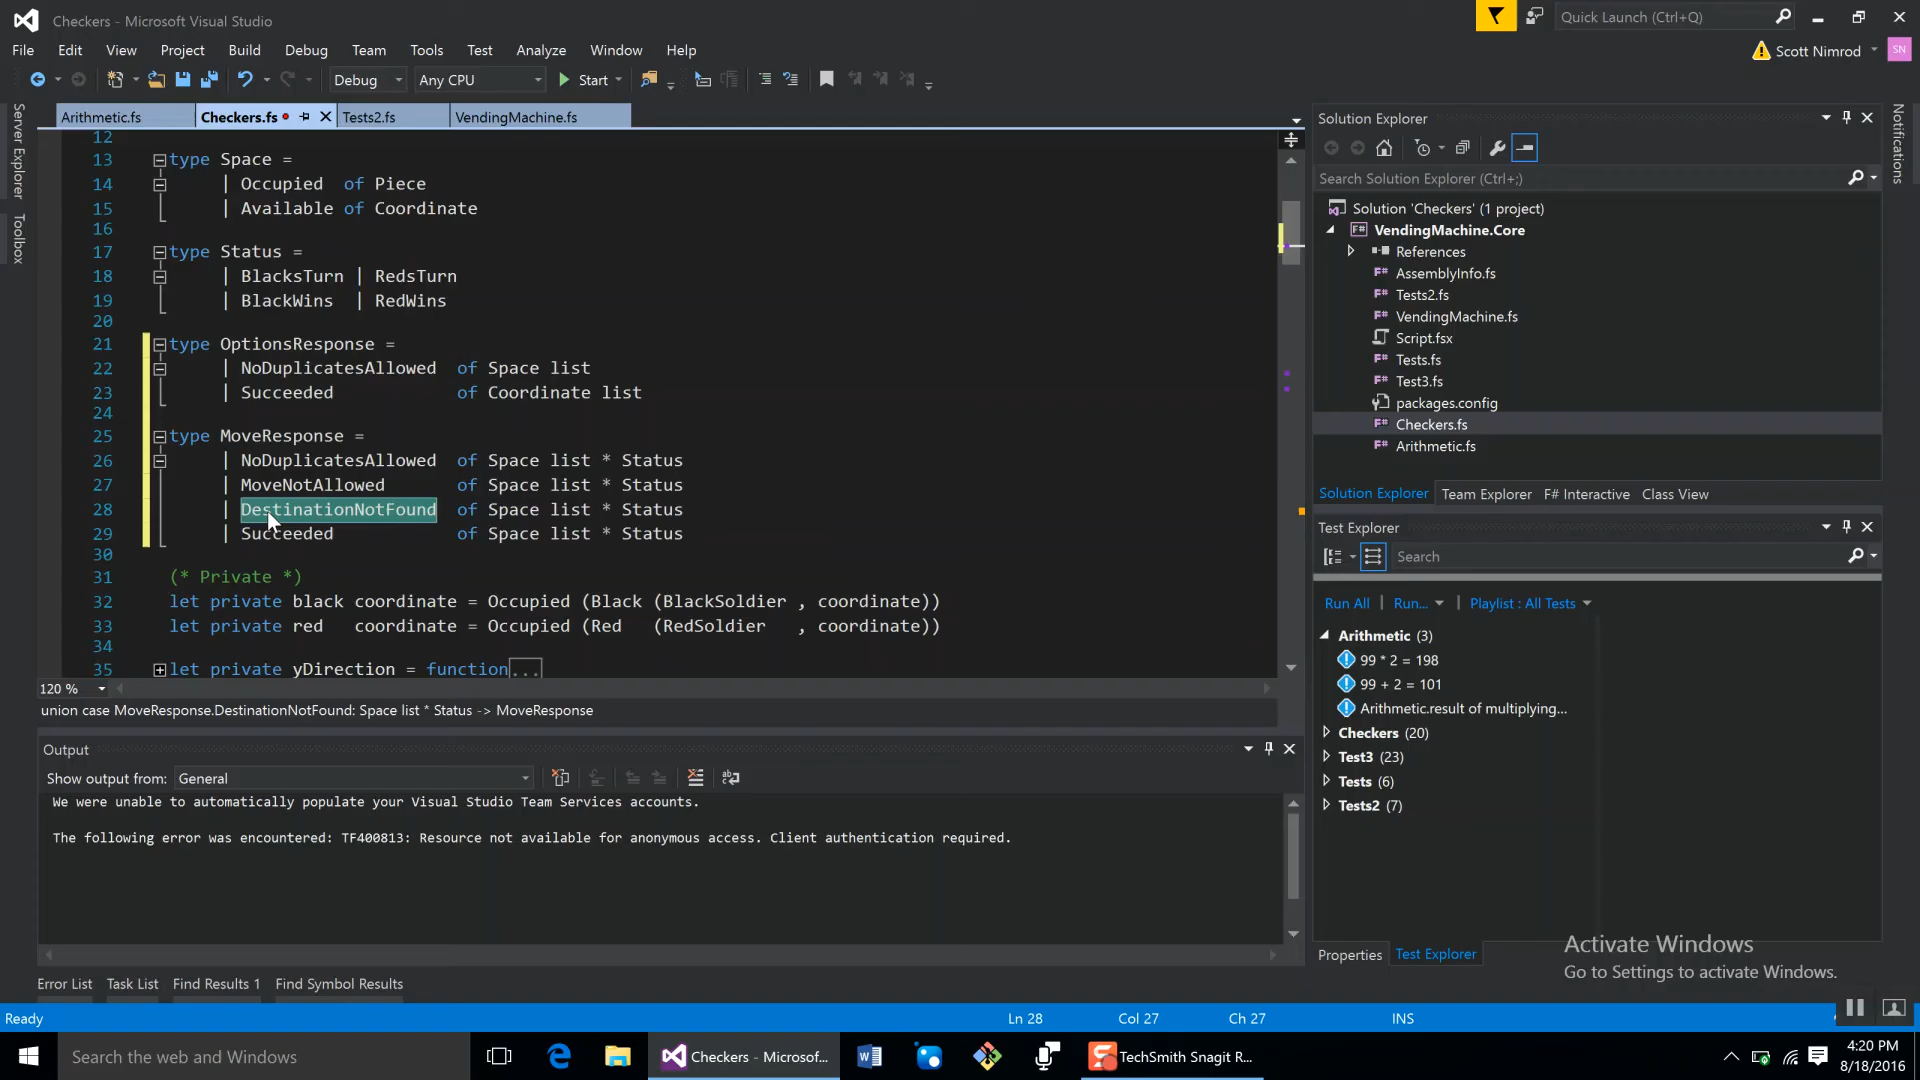 Checkers - Microsoft Visual Studio
Quick Launch (Ctrl+Q)
File Edit View Project Build Debug Team Tools Test Analyze Window Help
Scott Nimrod
SN
Debug Any CPU Start
Server Explorer
Toolbox
Notifications
Arithmetic.fs Checkers.fs Tests2.fs VendingMachine.fs
12
13 type Space =
14 | Occupied of Piece
15 | Available of Coordinate
16
17 type Status =
18 | BlacksTurn | RedsTurn
19 | BlackWins | RedWins
20
21 type OptionsResponse =
22 | NoDuplicatesAllowed of Space list
23 | Succeeded of Coordinate list
24
25 type MoveResponse =
26 | NoDuplicatesAllowed of Space list * Status
27 | MoveNotAllowed of Space list * Status
28 | DestinationNotFound of Space list * Status
29 | Succeeded of Space list * Status
30
31 (* Private *)
32 let private black coordinate = Occupied (Black (BlackSoldier , coordinate))
33 let private red coordinate = Occupied (Red (RedSoldier , coordinate))
34
35 let private yDirection = function...
120 %
union case MoveResponse.DestinationNotFound: Space list * Status -> MoveResponse
Output
Show output from: General
We were unable to automatically populate your Visual Studio Team Services accounts.
The following error was encountered: TF400813: Resource not available for anonymous access. Client authentication required.
Error List Task List Find Results 1 Find Symbol Results
Solution Explorer
Search Solution Explorer (Ctrl+;)
Solution 'Checkers' (1 project)
F# VendingMachine.Core
References
F# AssemblyInfo.fs
F# Tests2.fs
F# VendingMachine.fs
Script.fsx
F# Tests.fs
F# Test3.fs
packages.config
F# Checkers.fs
F# Arithmetic.fs
Solution Explorer Team Explorer F# Interactive Class View
Test Explorer
Search
Run All | Run... | Playlist : All Tests
Arithmetic (3)
99 * 2 = 198
99 + 2 = 101
Arithmetic.result of multiplying...
Checkers (20)
Test3 (23)
Tests (6)
Tests2 (7)
Activate Windows
Go to Settings to activate Windows.
Properties Test Explorer
Ready Ln 28 Col 27 Ch 27 INS
Search the web and Windows
Checkers - Microsof...
TechSmith Snagit R...
4:20 PM
8/18/2016